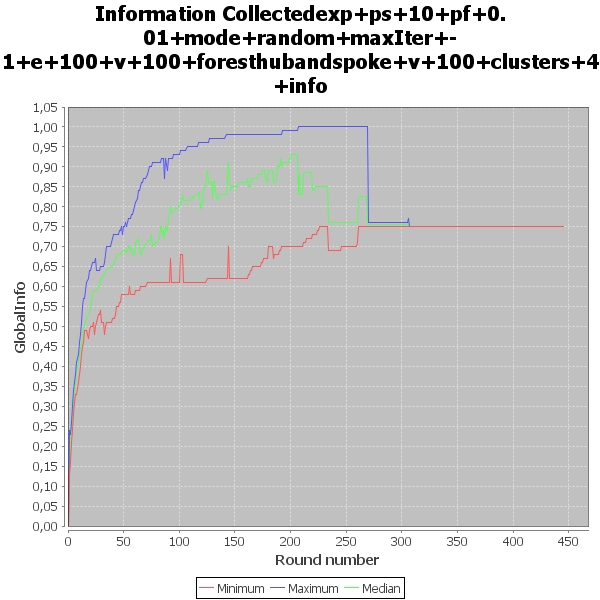 Information Collectedexp+ps+10+pf+0.
01+mode+random+maxIter+-
1+e+100+v+100+foresthubandspoke+v+100+clusters+4
+info
1,05
1,00
0,95
0,90
0,85
0,80
0,75
0,70
0,65
0,60
0,55
0,50
0,45
0,40
0,35
0,30
0,25
0,20
0,15
0,10
0,05
0,00
GlobalInfo
0 50 100 150 200 250 300 350 400 450
Round number
Minimum Maximum Median